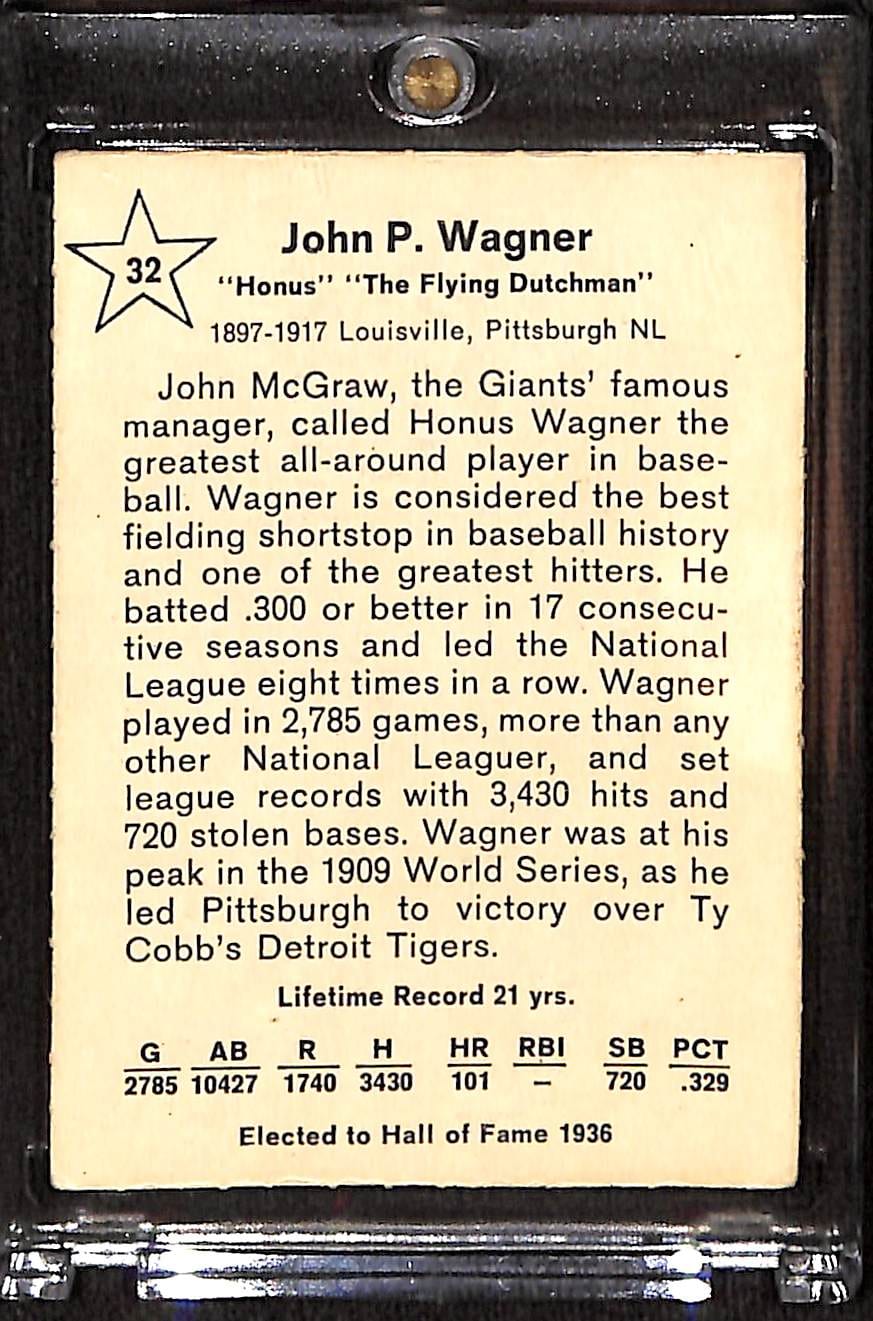 32
John P. Wagner
"Honus" "The Flying Dutchman"
1897-1917 Louisville, Pittsburgh NL
John McGraw, the Giants' famous
manager, called Honus Wagner the
greatest all-around player in base-
ball. Wagner is considered the best
fielding shortstop in baseball history
and one of the greatest hitters. He
batted .300 or better in 17 consecu-
tive seasons and led the National
League eight times in a row. Wagner
played in 2,785 games, more than any
other National Leaguer, and set
league records with 3,430 hits and
720 stolen bases. Wagner was at his
peak in the 1909 World Series, as he
led Pittsburgh to victory over Ty
Cobb's Detroit Tigers.
Lifetime Record 21 yrs.
G AB R H HR RBI SB PCT
2785 10427 1740 3430 101 – 720 .329
Elected to Hall of Fame 1936